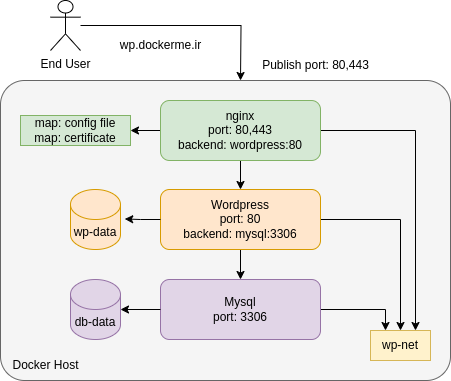 End User
wp.dockerme.ir
Publish port: 80,443
nginx
port: 80,443
backend: wordpress:80
map: config file
map: certificate
Wordpress
port: 80
backend: mysql:3306
wp-data
Mysql
port: 3306
db-data
wp-net
Docker Host